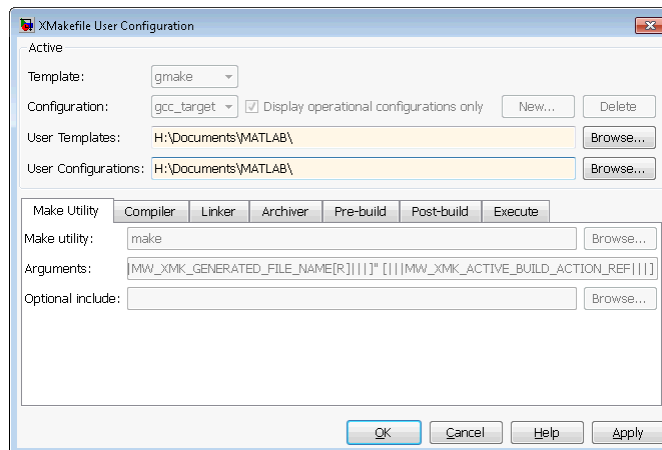 XMakefile User Configuration
Active
Template: gmake
Configuration: gcc_target Display operational configurations only New... Delete
User Templates: H:\Documents\MATLAB\ Browse...
User Configurations: H:\Documents\MATLAB\ Browse...
Make Utility Compiler Linker Archiver Pre-build Post-build Execute
Make utility: make Browse...
Arguments: |MW_XMK_GENERATED_FILE_NAME[R]|||]" [|||MW_XMK_ACTIVE_BUILD_ACTION_REF|||]
Optional include: Browse...
OK Cancel Help Apply